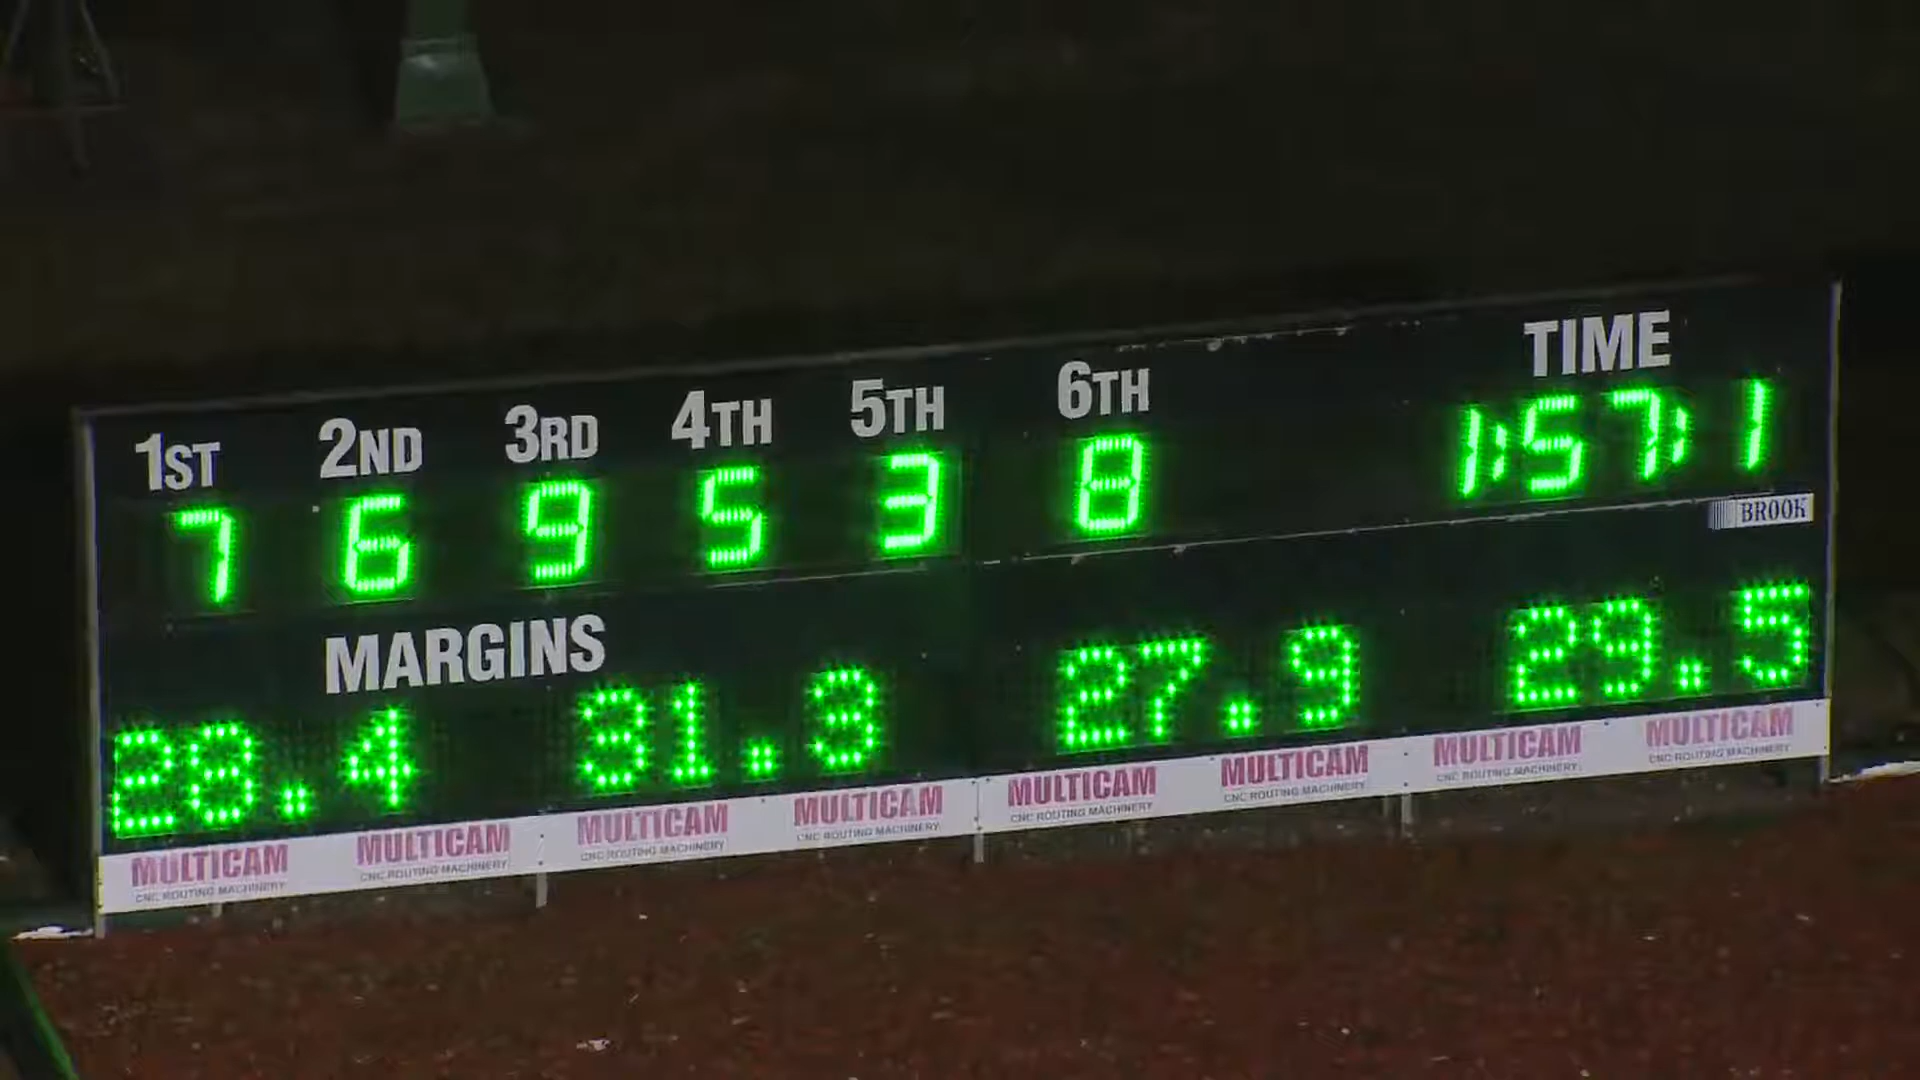 1ST 2ND 3RD 4TH 5TH 6TH TIME
7 6 9 5 3 8 1:57:1
BROOK
MARGINS
28.4 31.3 27.9 29.5
MULTICAM MULTICAM MULTICAM MULTICAM MULTICAM MULTICAM MULTICAM MULTICAM
CNC ROUTING MACHINERY CNC ROUTING MACHINERY CNC ROUTING MACHINERY CNC ROUTING MACHINERY CNC ROUTING MACHINERY CNC ROUTING MACHINERY CNC ROUTING MACHINERY CNC ROUTING MACHINERY